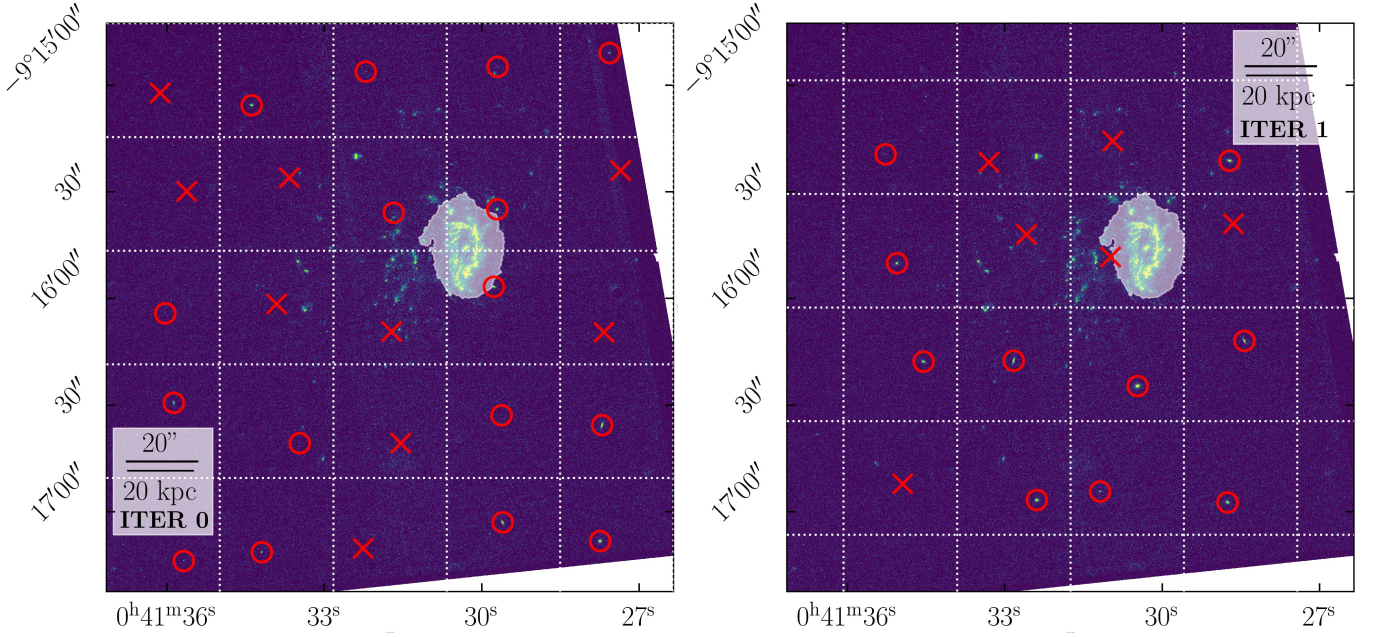 −9°15′00″
30″
16′00″
30″
17′00″
20”
20 kpc
ITER 0
0ʰ41ᵐ36ˢ 33ˢ 30ˢ 27ˢ
−9°15′00″
30″
16′00″
30″
17′00″
20”
20 kpc
ITER 1
0ʰ41ᵐ36ˢ 33ˢ 30ˢ 27ˢ